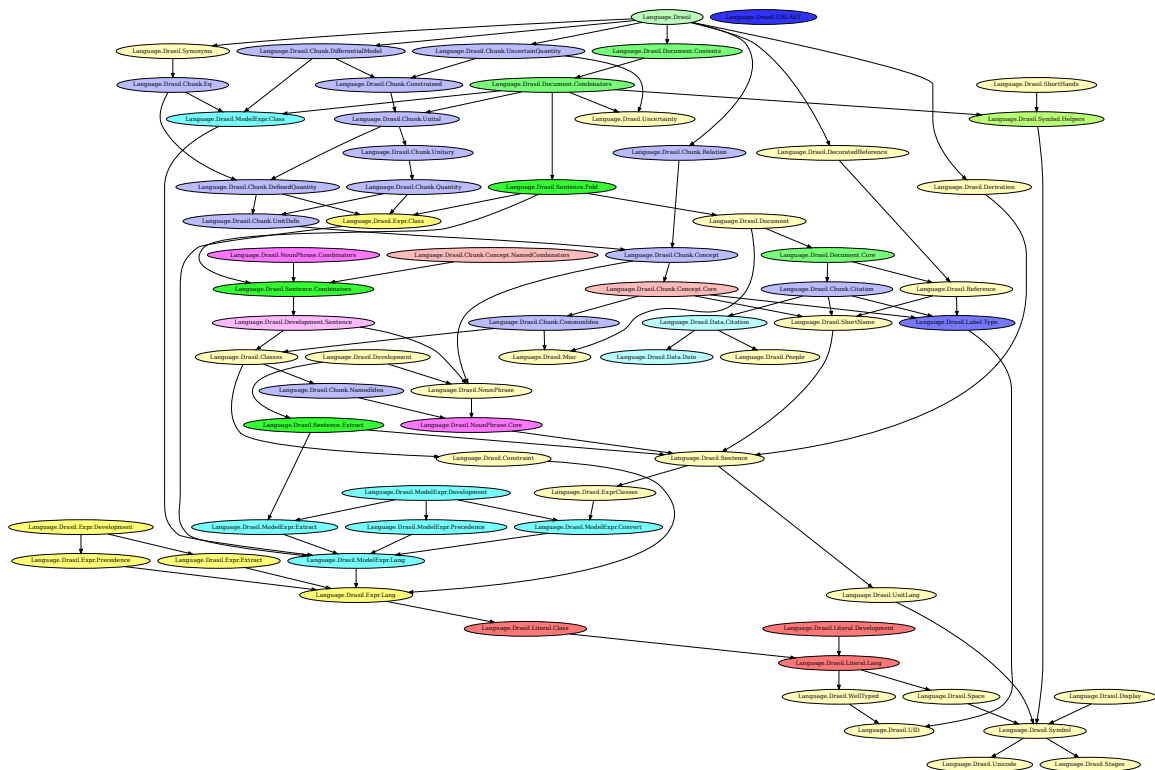 Language.Drasil
Language.Drasil.URI.AST
Language.Drasil.Synonyms
Language.Drasil.Chunk.DifferentialModel
Language.Drasil.Chunk.UncertainQuantity
Language.Drasil.Document.Contents
Language.Drasil.Chunk.Eq
Language.Drasil.Chunk.Constrained
Language.Drasil.Document.Combinators
Language.Drasil.ShortHands
Language.Drasil.ModelExpr.Class
Language.Drasil.Chunk.Unital
Language.Drasil.Uncertainty
Language.Drasil.Symbol.Helpers
Language.Drasil.Chunk.Unitary
Language.Drasil.Chunk.Relation
Language.Drasil.DecoratedReference
Language.Drasil.Chunk.DefinedQuantity
Language.Drasil.Chunk.Quantity
Language.Drasil.Sentence.Fold
Language.Drasil.Derivation
Language.Drasil.Chunk.UnitDefn
Language.Drasil.Expr.Class
Language.Drasil.Document
Language.Drasil.NounPhrase.Combinators
Language.Drasil.Chunk.Concept.NamedCombinators
Language.Drasil.Chunk.Concept
Language.Drasil.Document.Core
Language.Drasil.Sentence.Combinators
Language.Drasil.Chunk.Concept.Core
Language.Drasil.Chunk.Citation
Language.Drasil.Reference
Language.Drasil.Development.Sentence
Language.Drasil.Chunk.CommonIdea
Language.Drasil.Data.Citation
Language.Drasil.ShortName
Language.Drasil.Label.Type
Language.Drasil.Classes
Language.Drasil.Development
Language.Drasil.Misc
Language.Drasil.Data.Date
Language.Drasil.People
Language.Drasil.Chunk.NamedIdea
Language.Drasil.NounPhrase
Language.Drasil.Sentence.Extract
Language.Drasil.NounPhrase.Core
Language.Drasil.Constraint
Language.Drasil.Sentence
Language.Drasil.ModelExpr.Development
Language.Drasil.ExprClasses
Language.Drasil.Expr.Development
Language.Drasil.ModelExpr.Extract
Language.Drasil.ModelExpr.Precedence
Language.Drasil.ModelExpr.Convert
Language.Drasil.Expr.Precedence
Language.Drasil.Expr.Extract
Language.Drasil.ModelExpr.Lang
Language.Drasil.Expr.Lang
Language.Drasil.UnitLang
Language.Drasil.Literal.Class
Language.Drasil.Literal.Development
Language.Drasil.Literal.Lang
Language.Drasil.WellTyped
Language.Drasil.Space
Language.Drasil.Display
Language.Drasil.UID
Language.Drasil.Symbol
Language.Drasil.Unicode
Language.Drasil.Stages